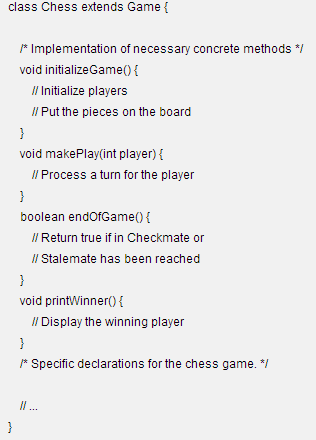 class Chess extends Game {
/* Implementation of necessary concrete methods */
void initializeGame() {
// Initialize players
// Put the pieces on the board
}
void makePlay(int player) {
// Process a turn for the player
}
boolean endOfGame() {
// Return true if in Checkmate or
// Stalemate has been reached
}
void printWinner() {
// Display the winning player
}
/* Specific declarations for the chess game. */
// ...
}